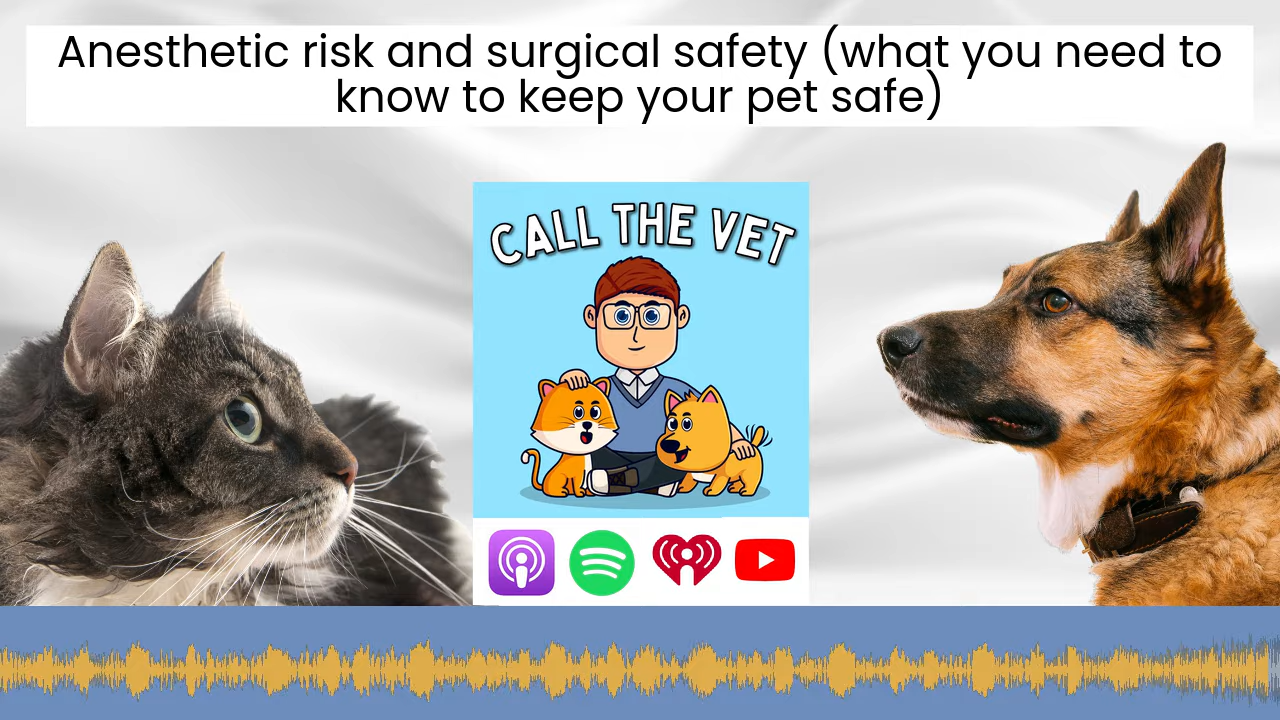 Anesthetic risk and surgical safety (what you need to
know to keep your pet safe)
CALL THE VET